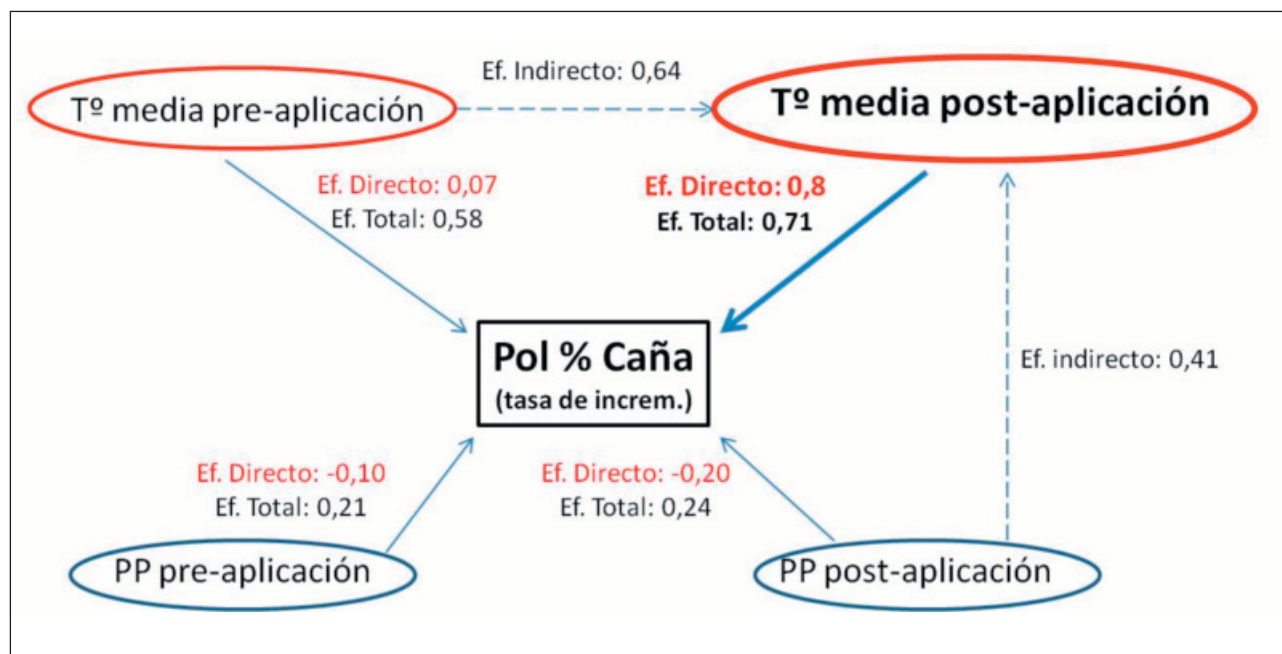 Ef. Indirecto: 0,64
Tº media pre-aplicación
Tº media post-aplicación
Ef. Directo: 0,07
Ef. Total: 0,58
Ef. Directo: 0,8
Ef. Total: 0,71
Pol % Caña
(tasa de increm.)
Ef. indirecto: 0,41
Ef. Directo: -0,10
Ef. Total: 0,21
Ef. Directo: -0,20
Ef. Total: 0,24
PP pre-aplicación
PP post-aplicación